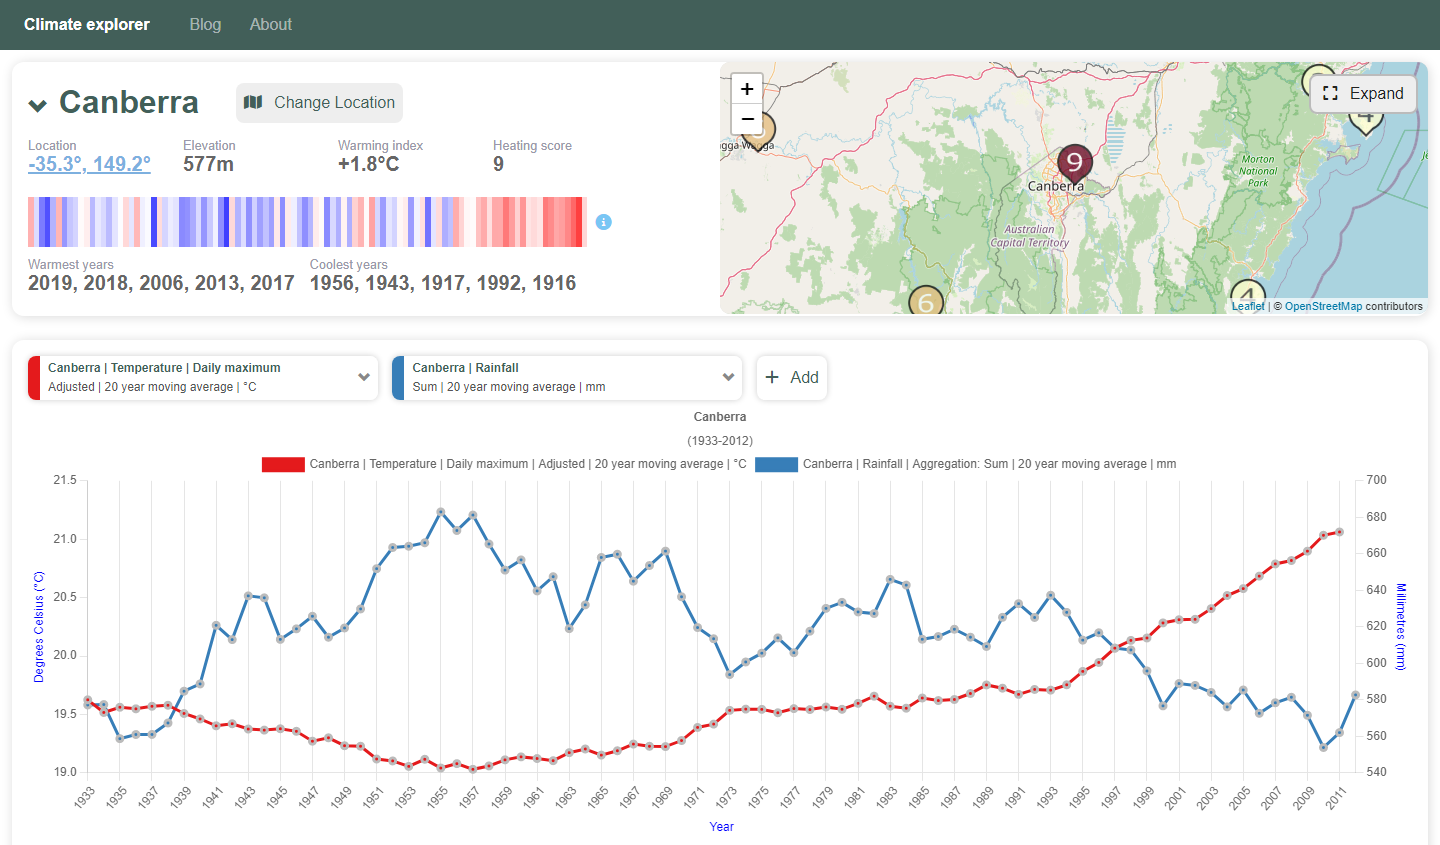 Climate explorer Blog About
Canberra Change Location
Location Elevation Warming index Heating score
-35.3°, 149.2° 577m +1.8°C 9
Warmest years Coolest years
2019, 2018, 2006, 2013, 2017 1956, 1943, 1917, 1992, 1916
+
−
Expand
4
gga Wagga
9
Canberra
Morton
National
Park
Australian
Capital Territory
6
4
Leaflet | © OpenStreetMap contributors
Canberra | Temperature | Daily maximum
Adjusted | 20 year moving average | °C
Canberra | Rainfall
Sum | 20 year moving average | mm
+ Add
Canberra
(1933-2012)
Canberra | Temperature | Daily maximum | Adjusted | 20 year moving average | °C
Canberra | Rainfall | Aggregation: Sum | 20 year moving average | mm
21.5
21.0
20.5
20.0
19.5
19.0
Degrees Celsius (°C)
700
680
660
640
620
600
580
560
540
Millimetres (mm)
1933 1935 1937 1939 1941 1943 1945 1947 1949 1951 1953 1955 1957 1959 1961 1963 1965 1967 1969 1971 1973 1975 1977 1979 1981 1983 1985 1987 1989 1991 1993 1995 1997 1999 2001 2003 2005 2007 2009 2011
Year